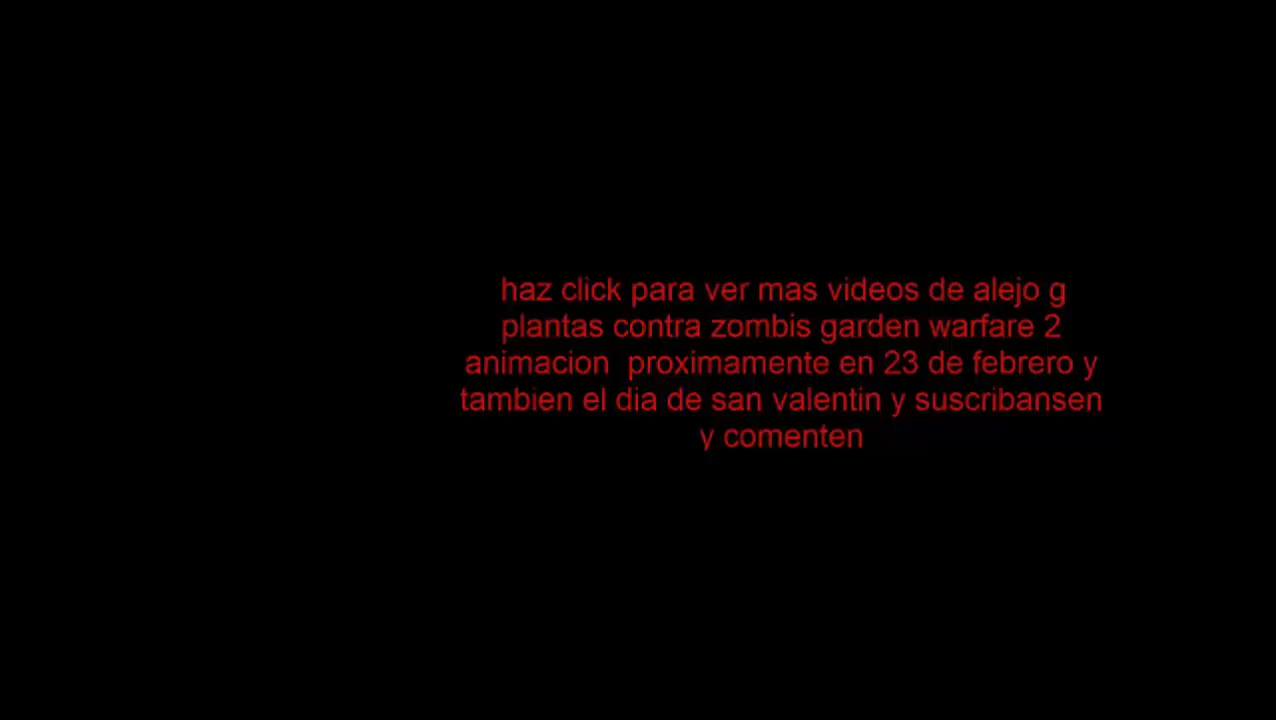 haz click para ver mas videos de alejo g
plantas contra zombis garden warfare 2
animacion  proximamente en 23 de febrero y
tambien el dia de san valentin y suscribansen
y comenten